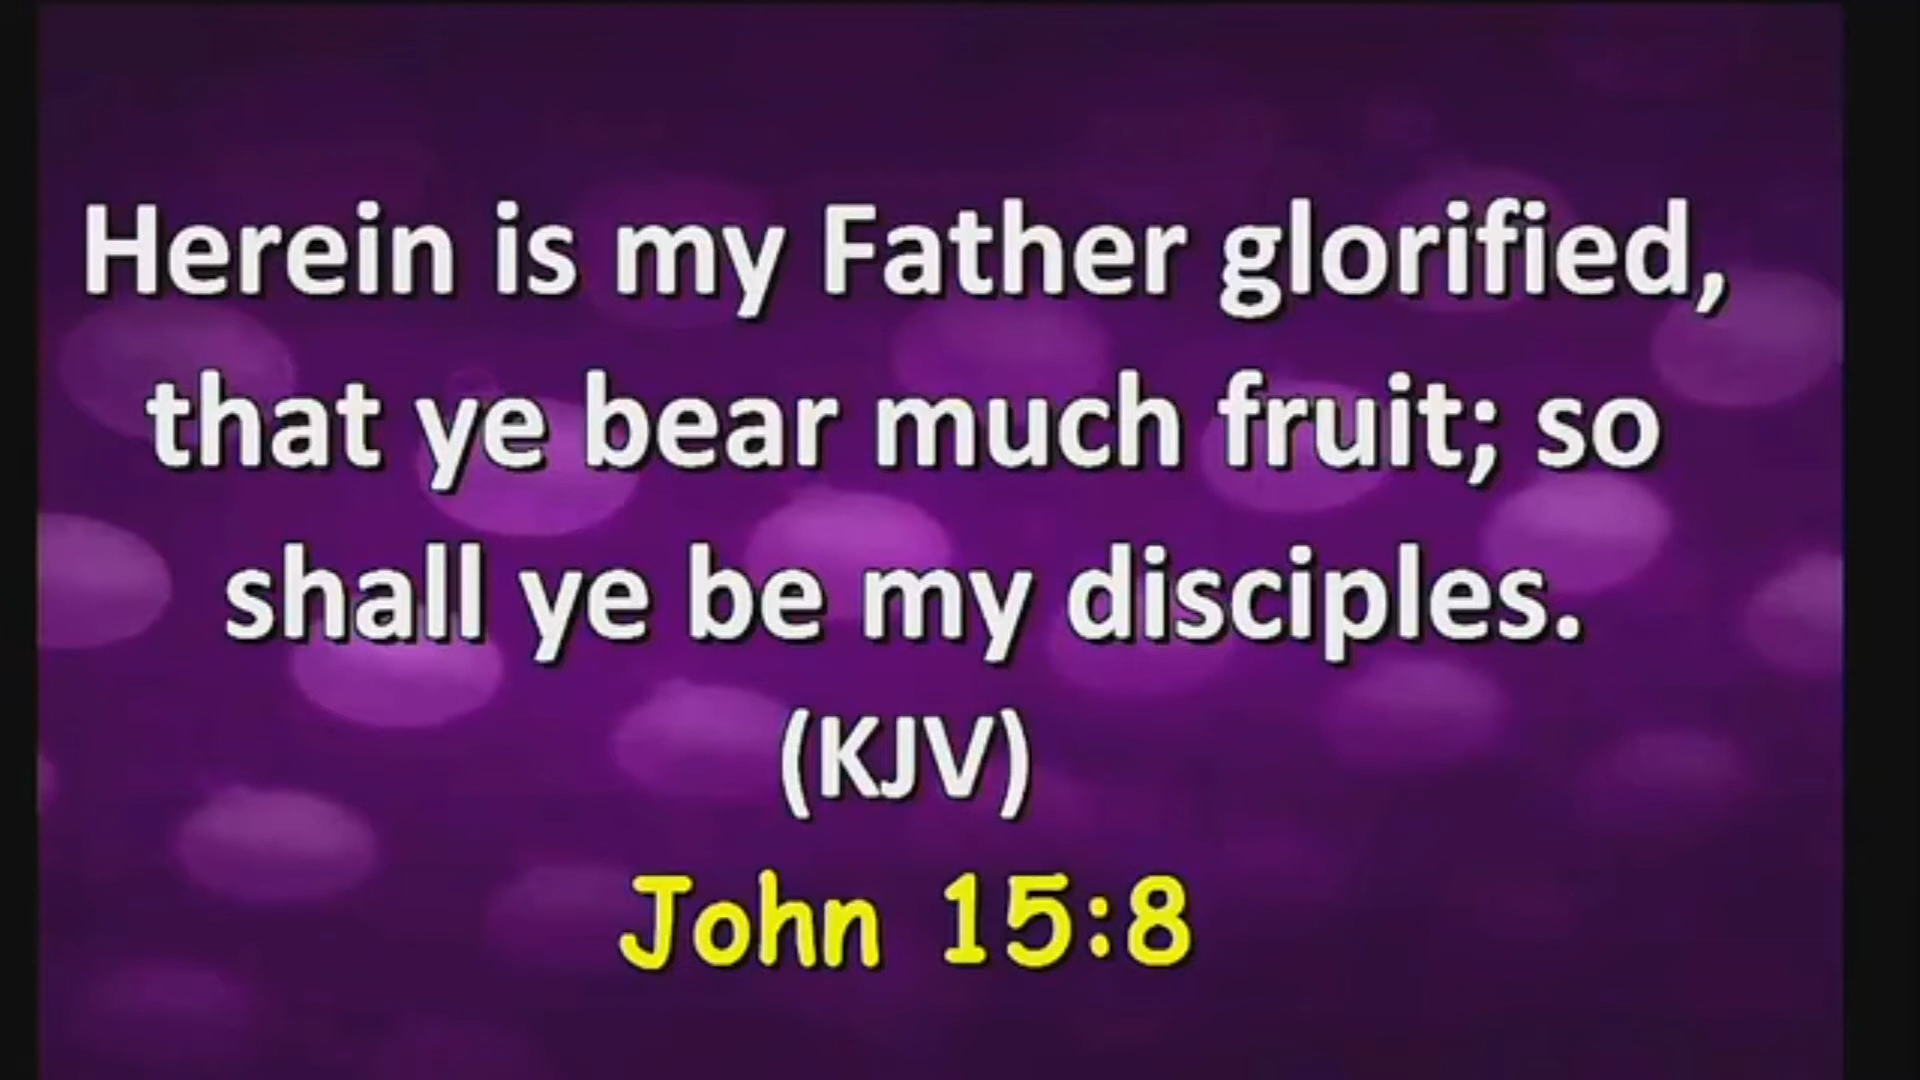 Herein is my Father glorified,
that ye bear much fruit; so
shall ye be my disciples.
(KJV)
John 15:8